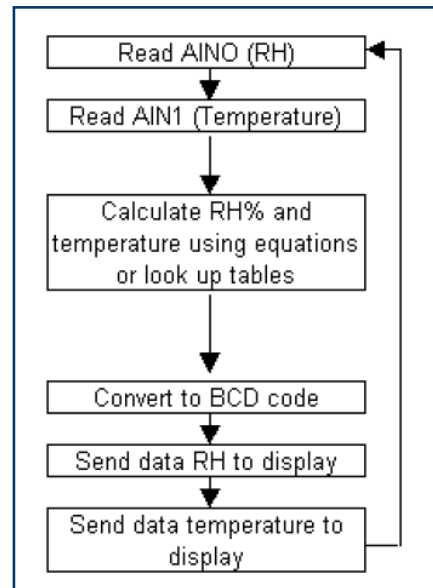 Read AINO (RH)
Read AIN1 (Temperature)
Calculate RH% and
temperature using equations
or look up tables
Convert to BCD code
Send data RH to display
Send data temperature to
display